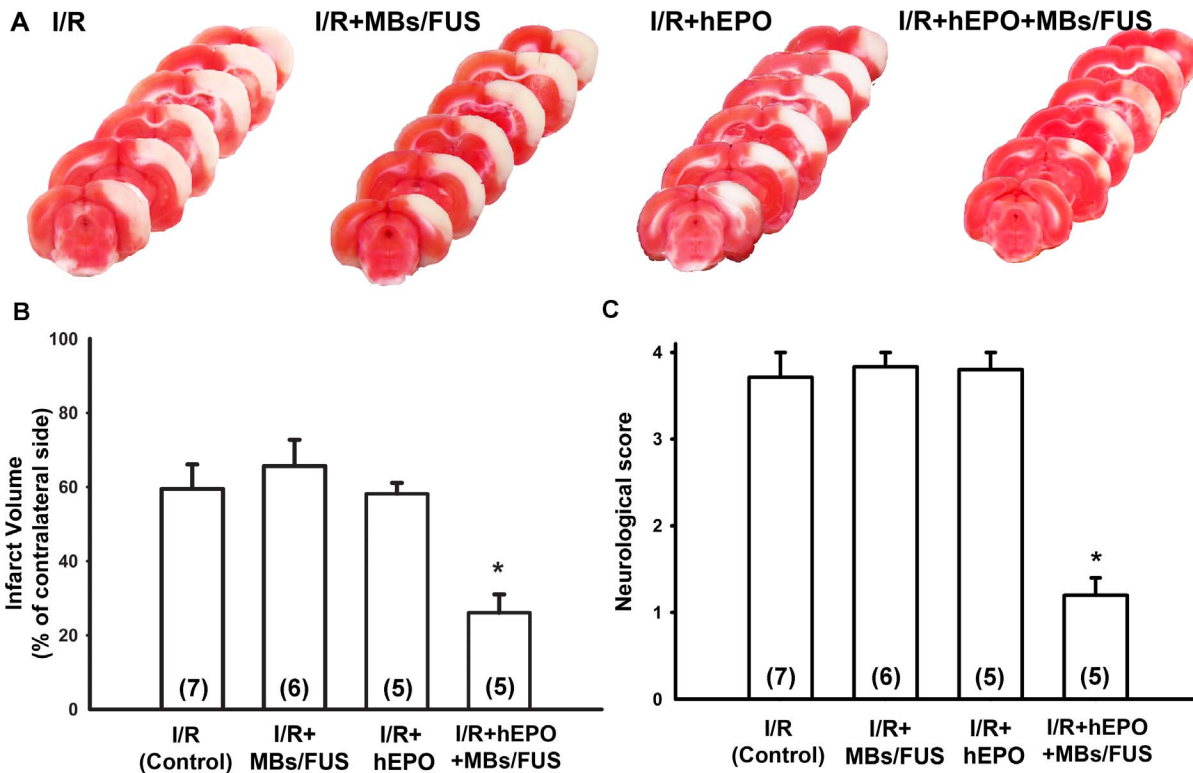 A
I/R
I/R+MBs/FUS
I/R+hEPO
I/R+hEPO+MBs/FUS
B
Infarct Volume
(% of contralateral side)
100
80
60
40
20
0
*
(7)
(6)
(5)
(5)
I/R
(Control)
I/R+
MBs/FUS
I/R+
hEPO
I/R+hEPO
+MBs/FUS
C
Neurological score
4
3
2
1
0
*
(7)
(6)
(5)
(5)
I/R
(Control)
I/R+
MBs/FUS
I/R+
hEPO
I/R+hEPO
+MBs/FUS